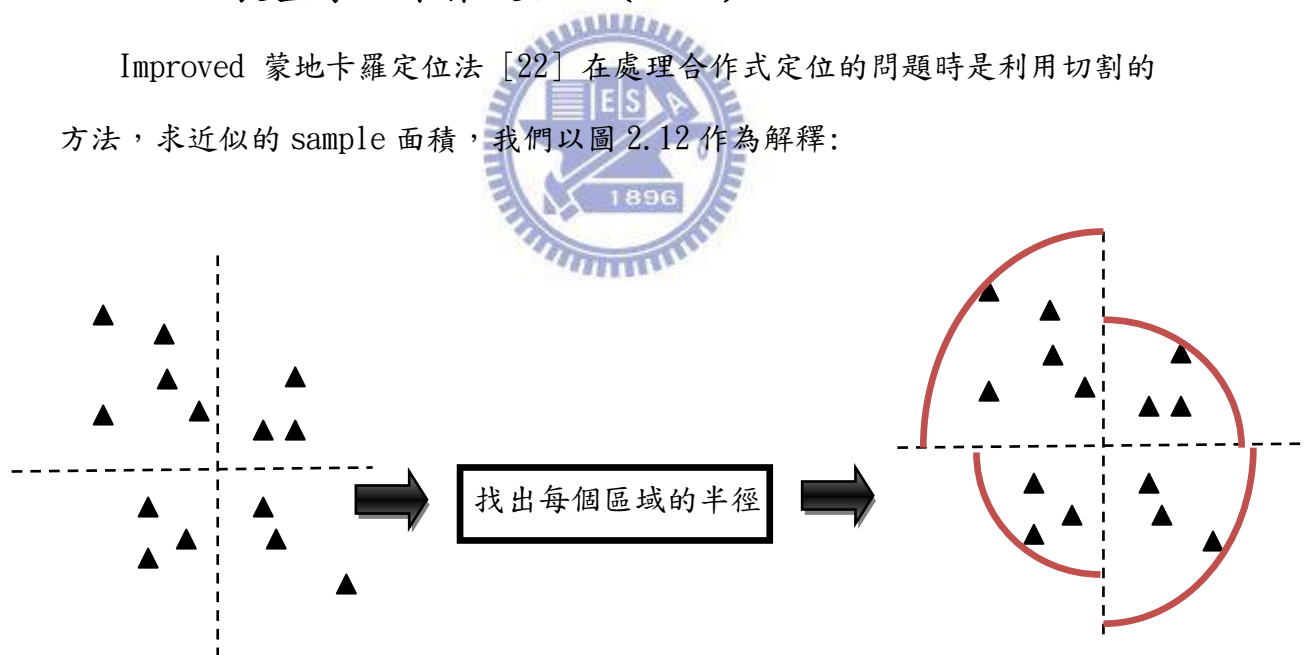 Improved 蒙地卡羅定位法 [22] 在處理合作式定位的問題時是利用切割的
方法，求近似的 sample 面積，我們以圖 2.12 作為解釋:
ES A
1896
找出每個區域的半徑